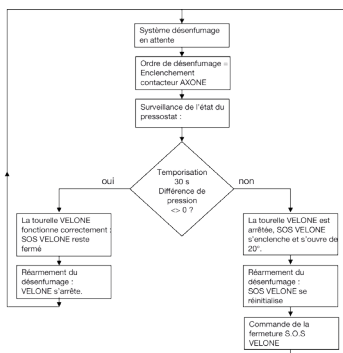 Système désenfumage
en attente
Ordre de désenfumage =
Enclenchement
contacteur AXONE
Surveillance de l'état du
pressostat :
Temporisation
30 s
Différence de
pression
<> 0 ?
oui
non
La tourelle VELONE
fonctionne correctement :
SOS VELONE reste
fermé
Réarmement du
désenfumage :
VELONE s'arrête.
La tourelle VELONE est
arrêtée, SOS VELONE
s'enclenche et s'ouvre de
20°.
Réarmement du
désenfumage :
SOS VELONE se
réinitialise
Commande de la
fermeture S.O.S
VELONE